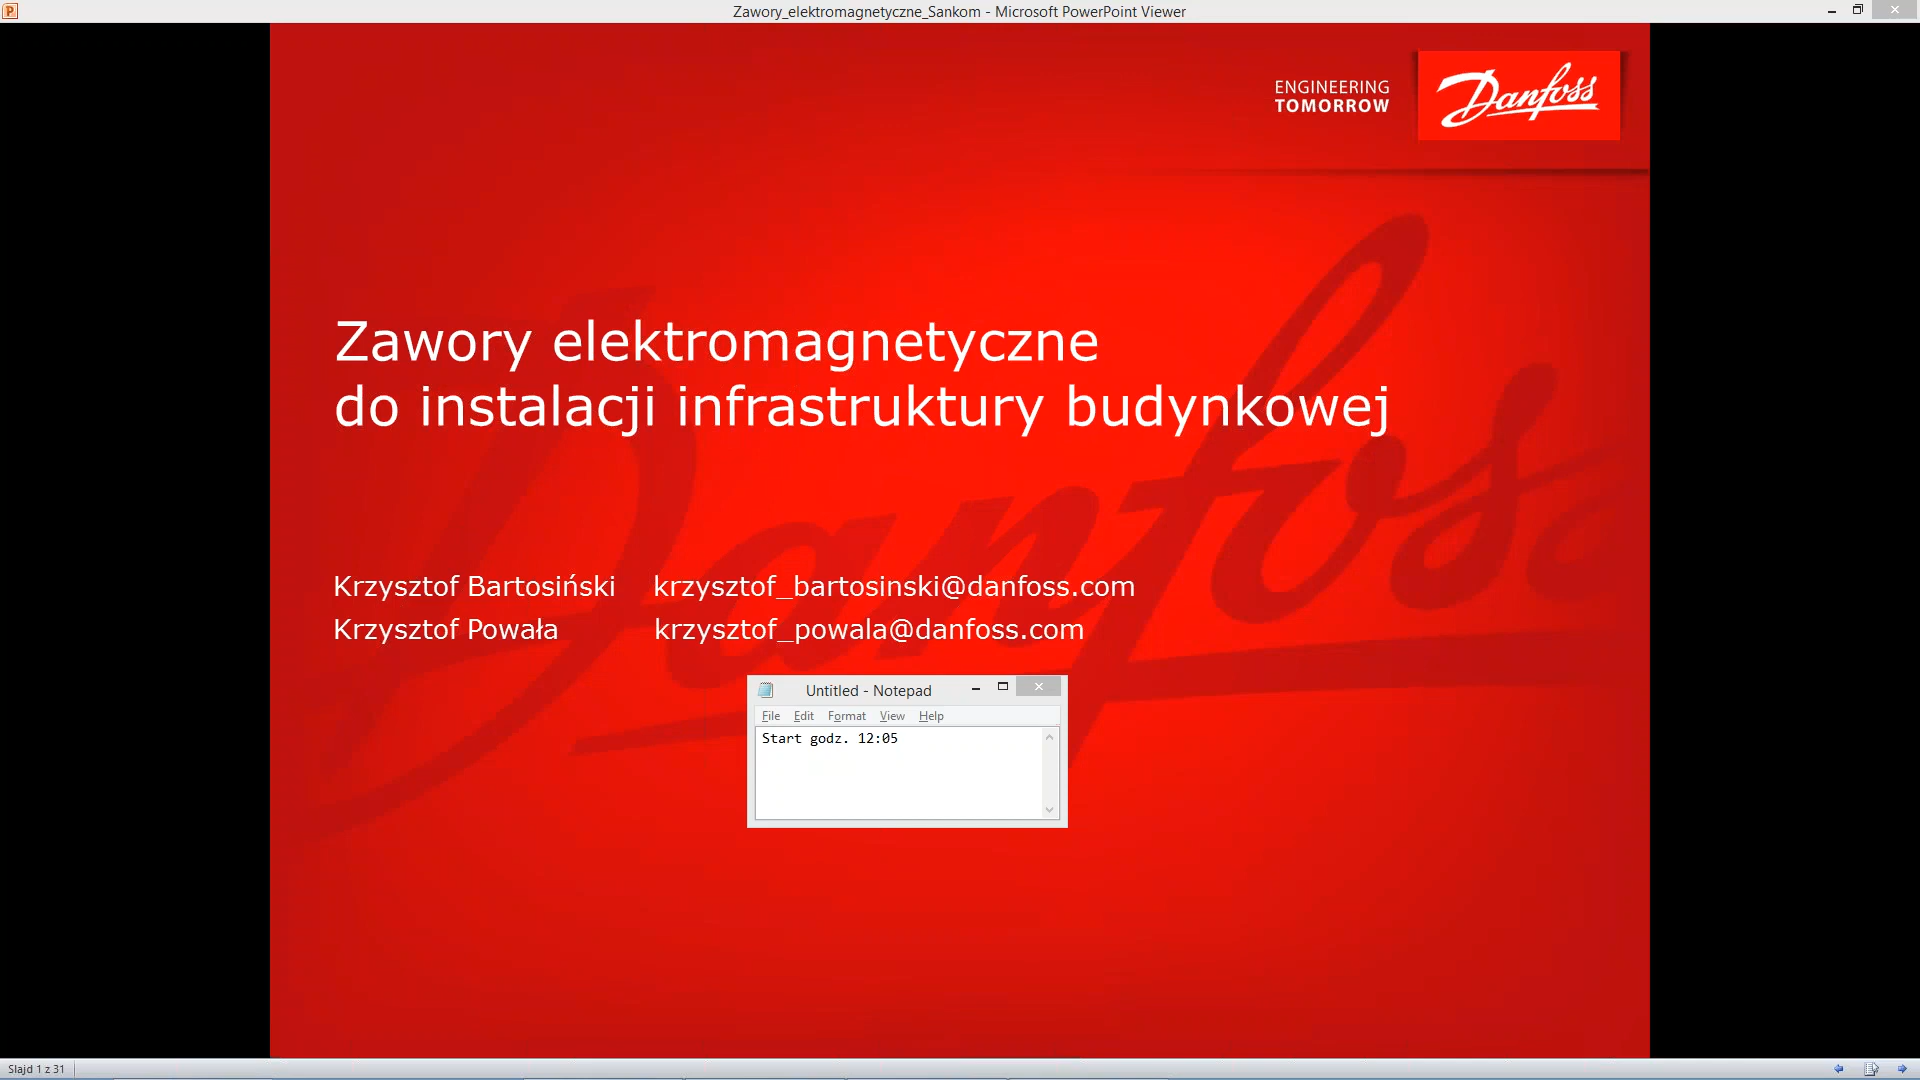 Zawory_elektromagnetyczne_Sankom - Microsoft PowerPoint Viewer
ENGINEERING
TOMORROW
Danfoss
Zawory elektromagnetyczne
do instalacji infrastruktury budynkowej
Danfoss
Krzysztof Bartosiński krzysztof_bartosinski@danfoss.com
Krzysztof Powała krzysztof_powala@danfoss.com
Untitled - Notepad
File Edit Format View Help
Start godz. 12:05
Slajd 1 z 31